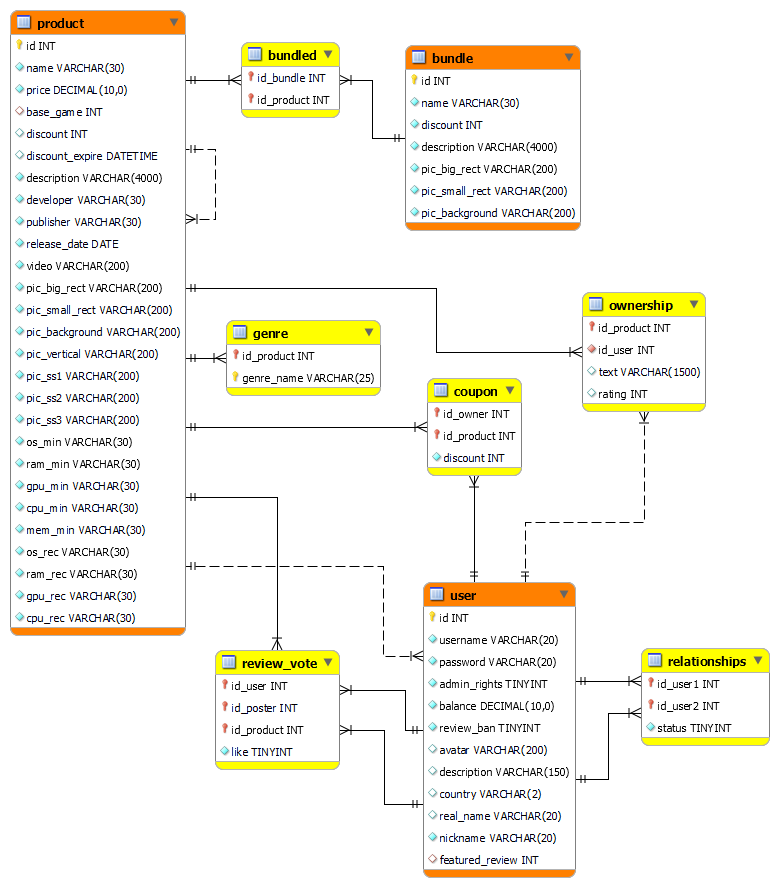 product
id INT
name VARCHAR(30)
price DECIMAL(10,0)
base_game INT
discount INT
discount_expire DATETIME
description VARCHAR(4000)
developer VARCHAR(30)
publisher VARCHAR(30)
release_date DATE
video VARCHAR(200)
pic_big_rect VARCHAR(200)
pic_small_rect VARCHAR(200)
pic_background VARCHAR(200)
pic_vertical VARCHAR(200)
pic_ss1 VARCHAR(200)
pic_ss2 VARCHAR(200)
pic_ss3 VARCHAR(200)
os_min VARCHAR(30)
ram_min VARCHAR(30)
gpu_min VARCHAR(30)
cpu_min VARCHAR(30)
mem_min VARCHAR(30)
os_rec VARCHAR(30)
ram_rec VARCHAR(30)
gpu_rec VARCHAR(30)
cpu_rec VARCHAR(30)
bundled
id_bundle INT
id_product INT
bundle
id INT
name VARCHAR(30)
discount INT
description VARCHAR(4000)
pic_big_rect VARCHAR(200)
pic_small_rect VARCHAR(200)
pic_background VARCHAR(200)
ownership
id_product INT
id_user INT
text VARCHAR(1500)
rating INT
genre
id_product INT
genre_name VARCHAR(25)
coupon
id_owner INT
id_product INT
discount INT
user
id INT
username VARCHAR(20)
password VARCHAR(20)
admin_rights TINYINT
balance DECIMAL(10,0)
review_ban TINYINT
avatar VARCHAR(200)
description VARCHAR(150)
country VARCHAR(2)
real_name VARCHAR(20)
nickname VARCHAR(20)
featured_review INT
review_vote
id_user INT
id_poster INT
id_product INT
like TINYINT
relationships
id_user1 INT
id_user2 INT
status TINYINT